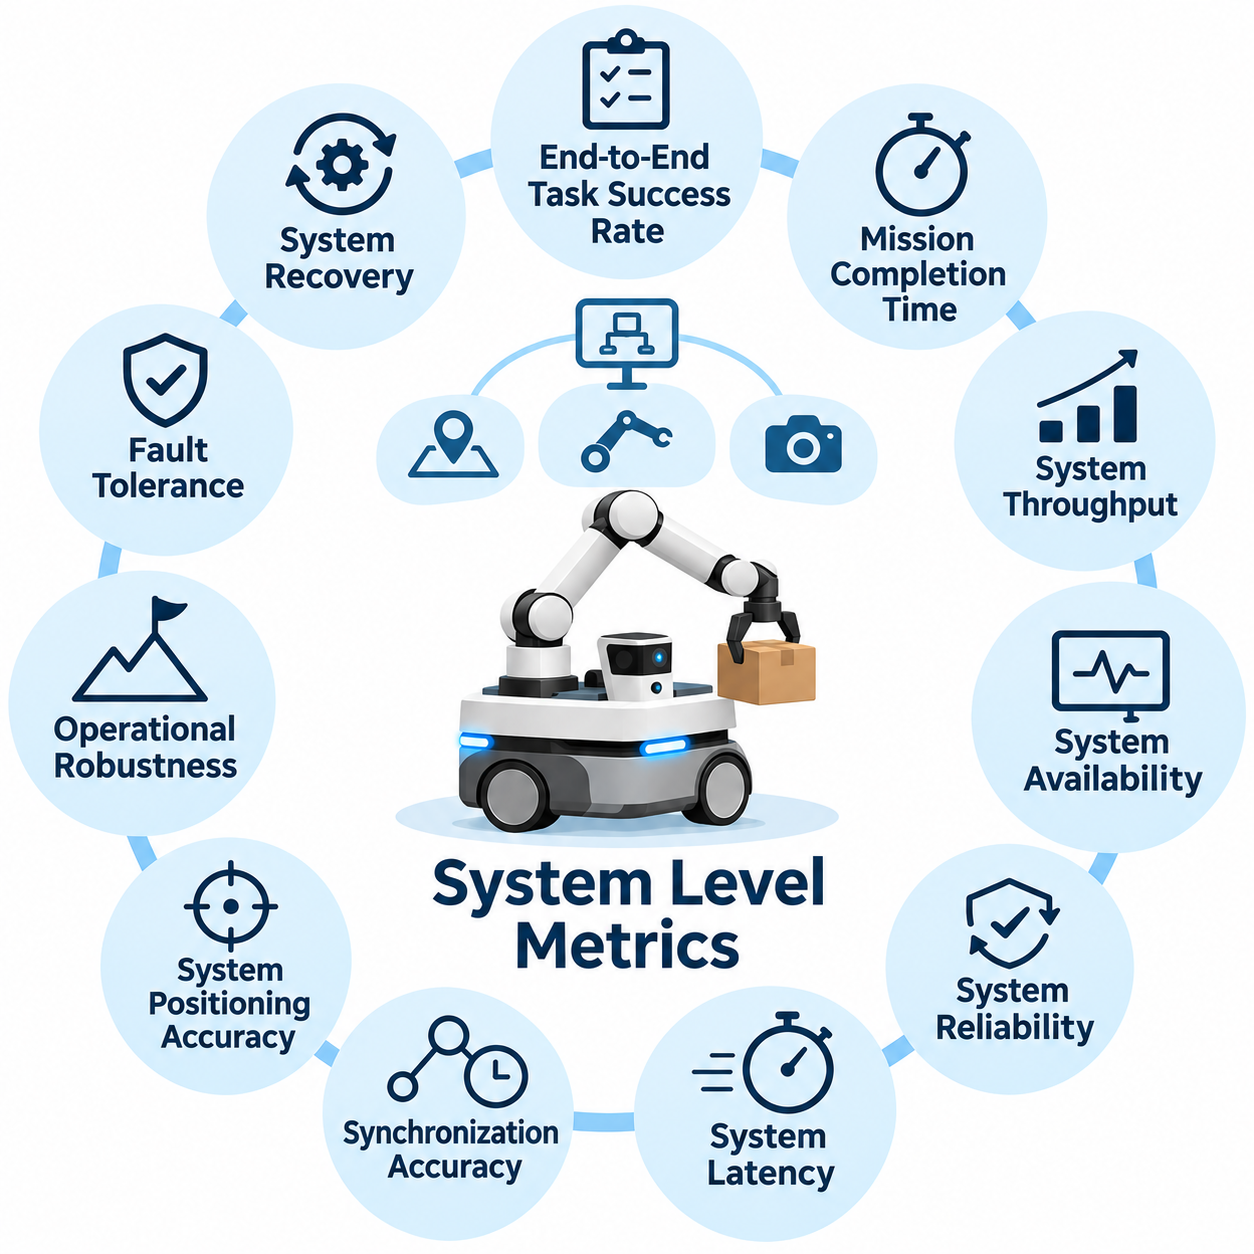 End-to-End
Task Success
Rate
Mission
Completion
Time
System
Throughput
System
Availability
System
Reliability
System
Latency
Synchronization
Accuracy
System
Positioning
Accuracy
Operational
Robustness
Fault
Tolerance
System
Recovery
System Level
Metrics